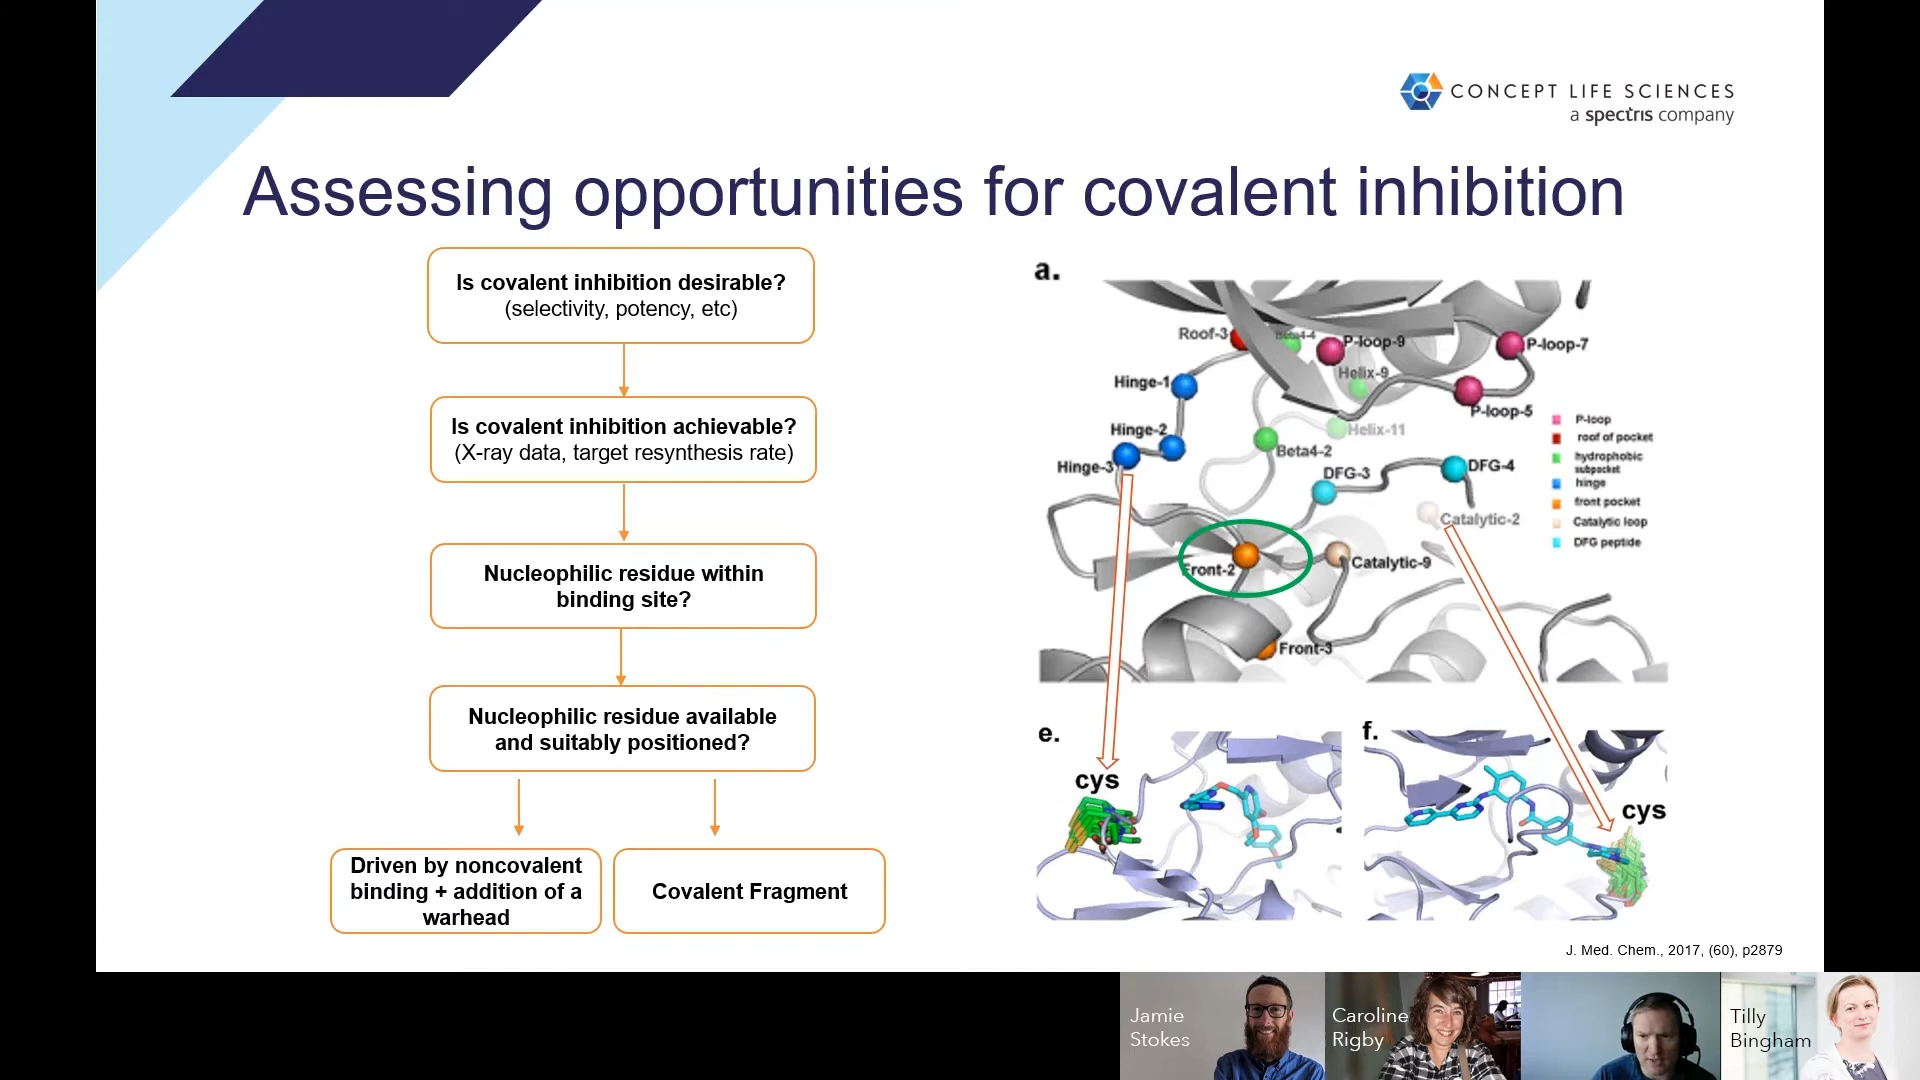 CONCEPT LIFE SCIENCES
a spectris company
Assessing opportunities for covalent inhibition
Is covalent inhibition desirable?
(selectivity, potency, etc)
Is covalent inhibition achievable?
(X-ray data, target resynthesis rate)
Nucleophilic residue within
binding site?
Nucleophilic residue available
and suitably positioned?
Driven by noncovalent
binding + addition of a
warhead
Covalent Fragment
a.
Roof-3
Beta4-4
P-loop-9
P-loop-7
Hinge-1
Helix-9
P-loop-5
Hinge-2
Helix-11
Beta4-2
Hinge-3
DFG-3
DFG-4
Catalytic-2
Front-2
Catalytic-9
Front-3
P-loop
roof of pocket
hydrophobic
subpocket
hinge
front pocket
Catalytic loop
DFG peptide
e.
cys
f.
cys
J. Med. Chem., 2017, (60), p2879
Jamie
Stokes
Caroline
Rigby
Tilly
Bingham